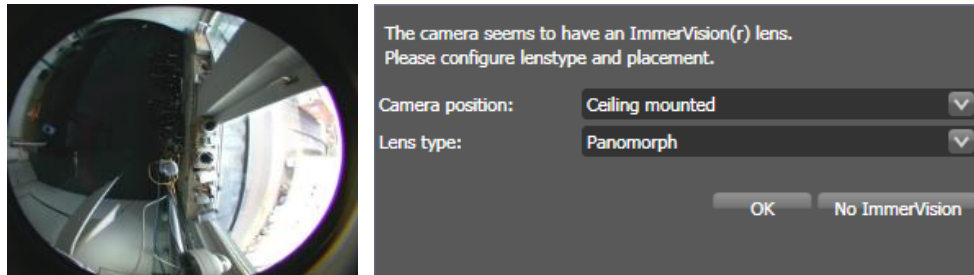 The camera seems to have an ImmerVision(r) lens.
Please configure lenstype and placement.
Camera position: Ceiling mounted
Lens type: Panomorph
OK No ImmerVision